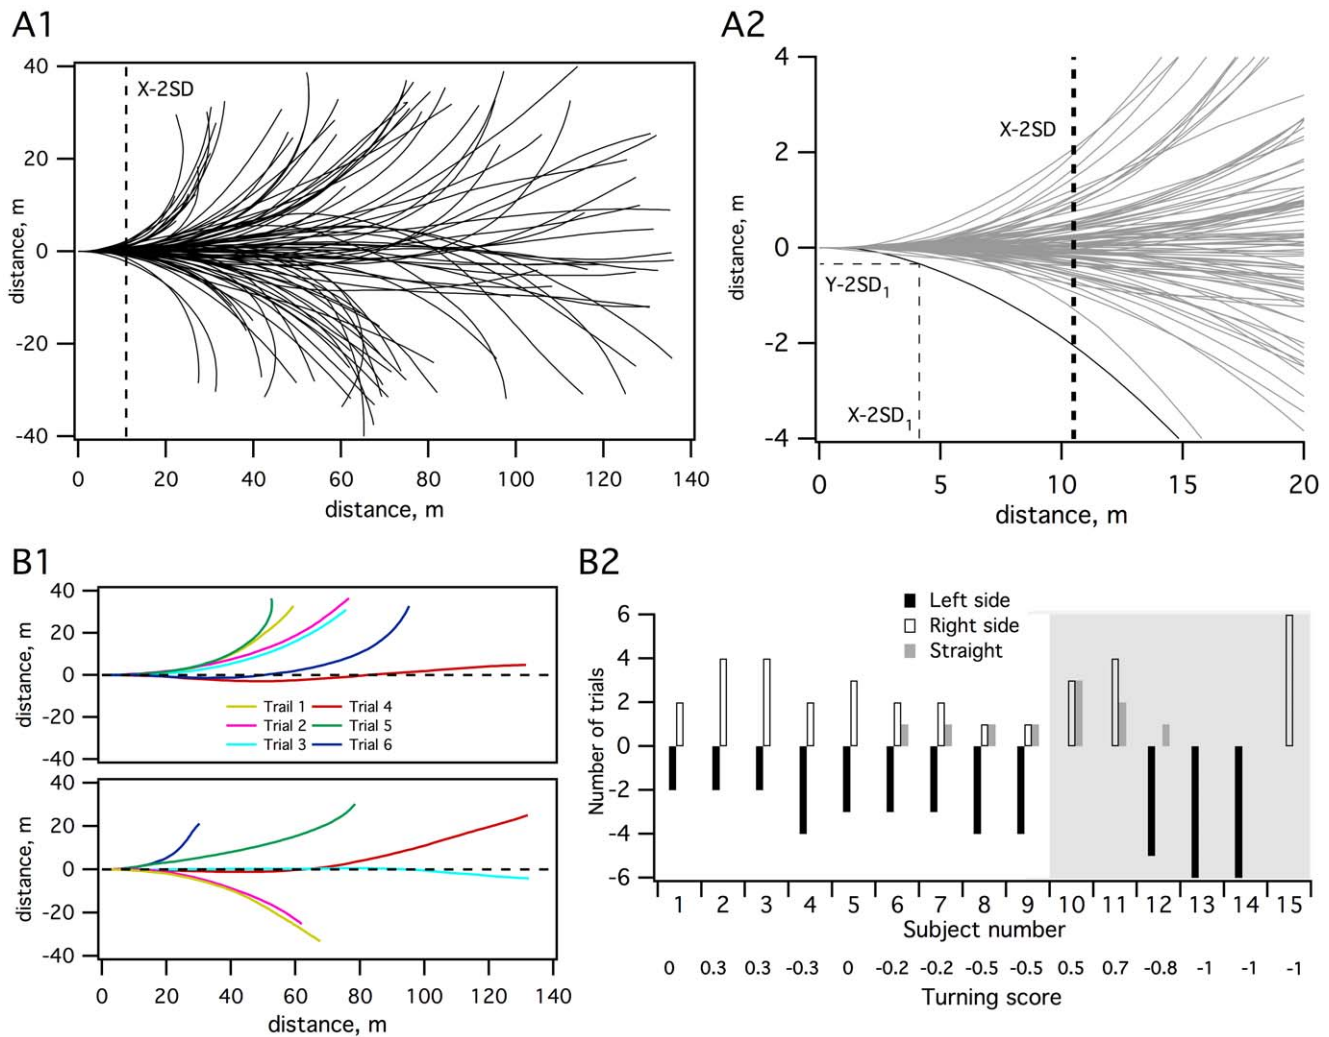 A1
40
20
0
-20
-40
distance, m
X-2SD
0 20 40 60 80 100 120 140
distance, m
A2
4
2
0
-2
-4
distance, m
X-2SD
Y-2SD1
X-2SD1
0 5 10 15 20
distance, m
B1
40
20
0
-20
-40
distance, m
Trail 1 Trial 4
Trial 2 Trial 5
Trial 3 Trial 6
40
20
0
-20
-40
distance, m
0 20 40 60 80 100 120 140
distance, m
B2
Left side
Right side
Straight
6
4
2
0
-2
-4
-6
Number of trials
1 2 3 4 5 6 7 8 9 10 11 12 13 14 15
Subject number
0 0.3 0.3 -0.3 0 -0.2 -0.2 -0.5 -0.5 0.5 0.7 -0.8 -1 -1 -1
Turning score